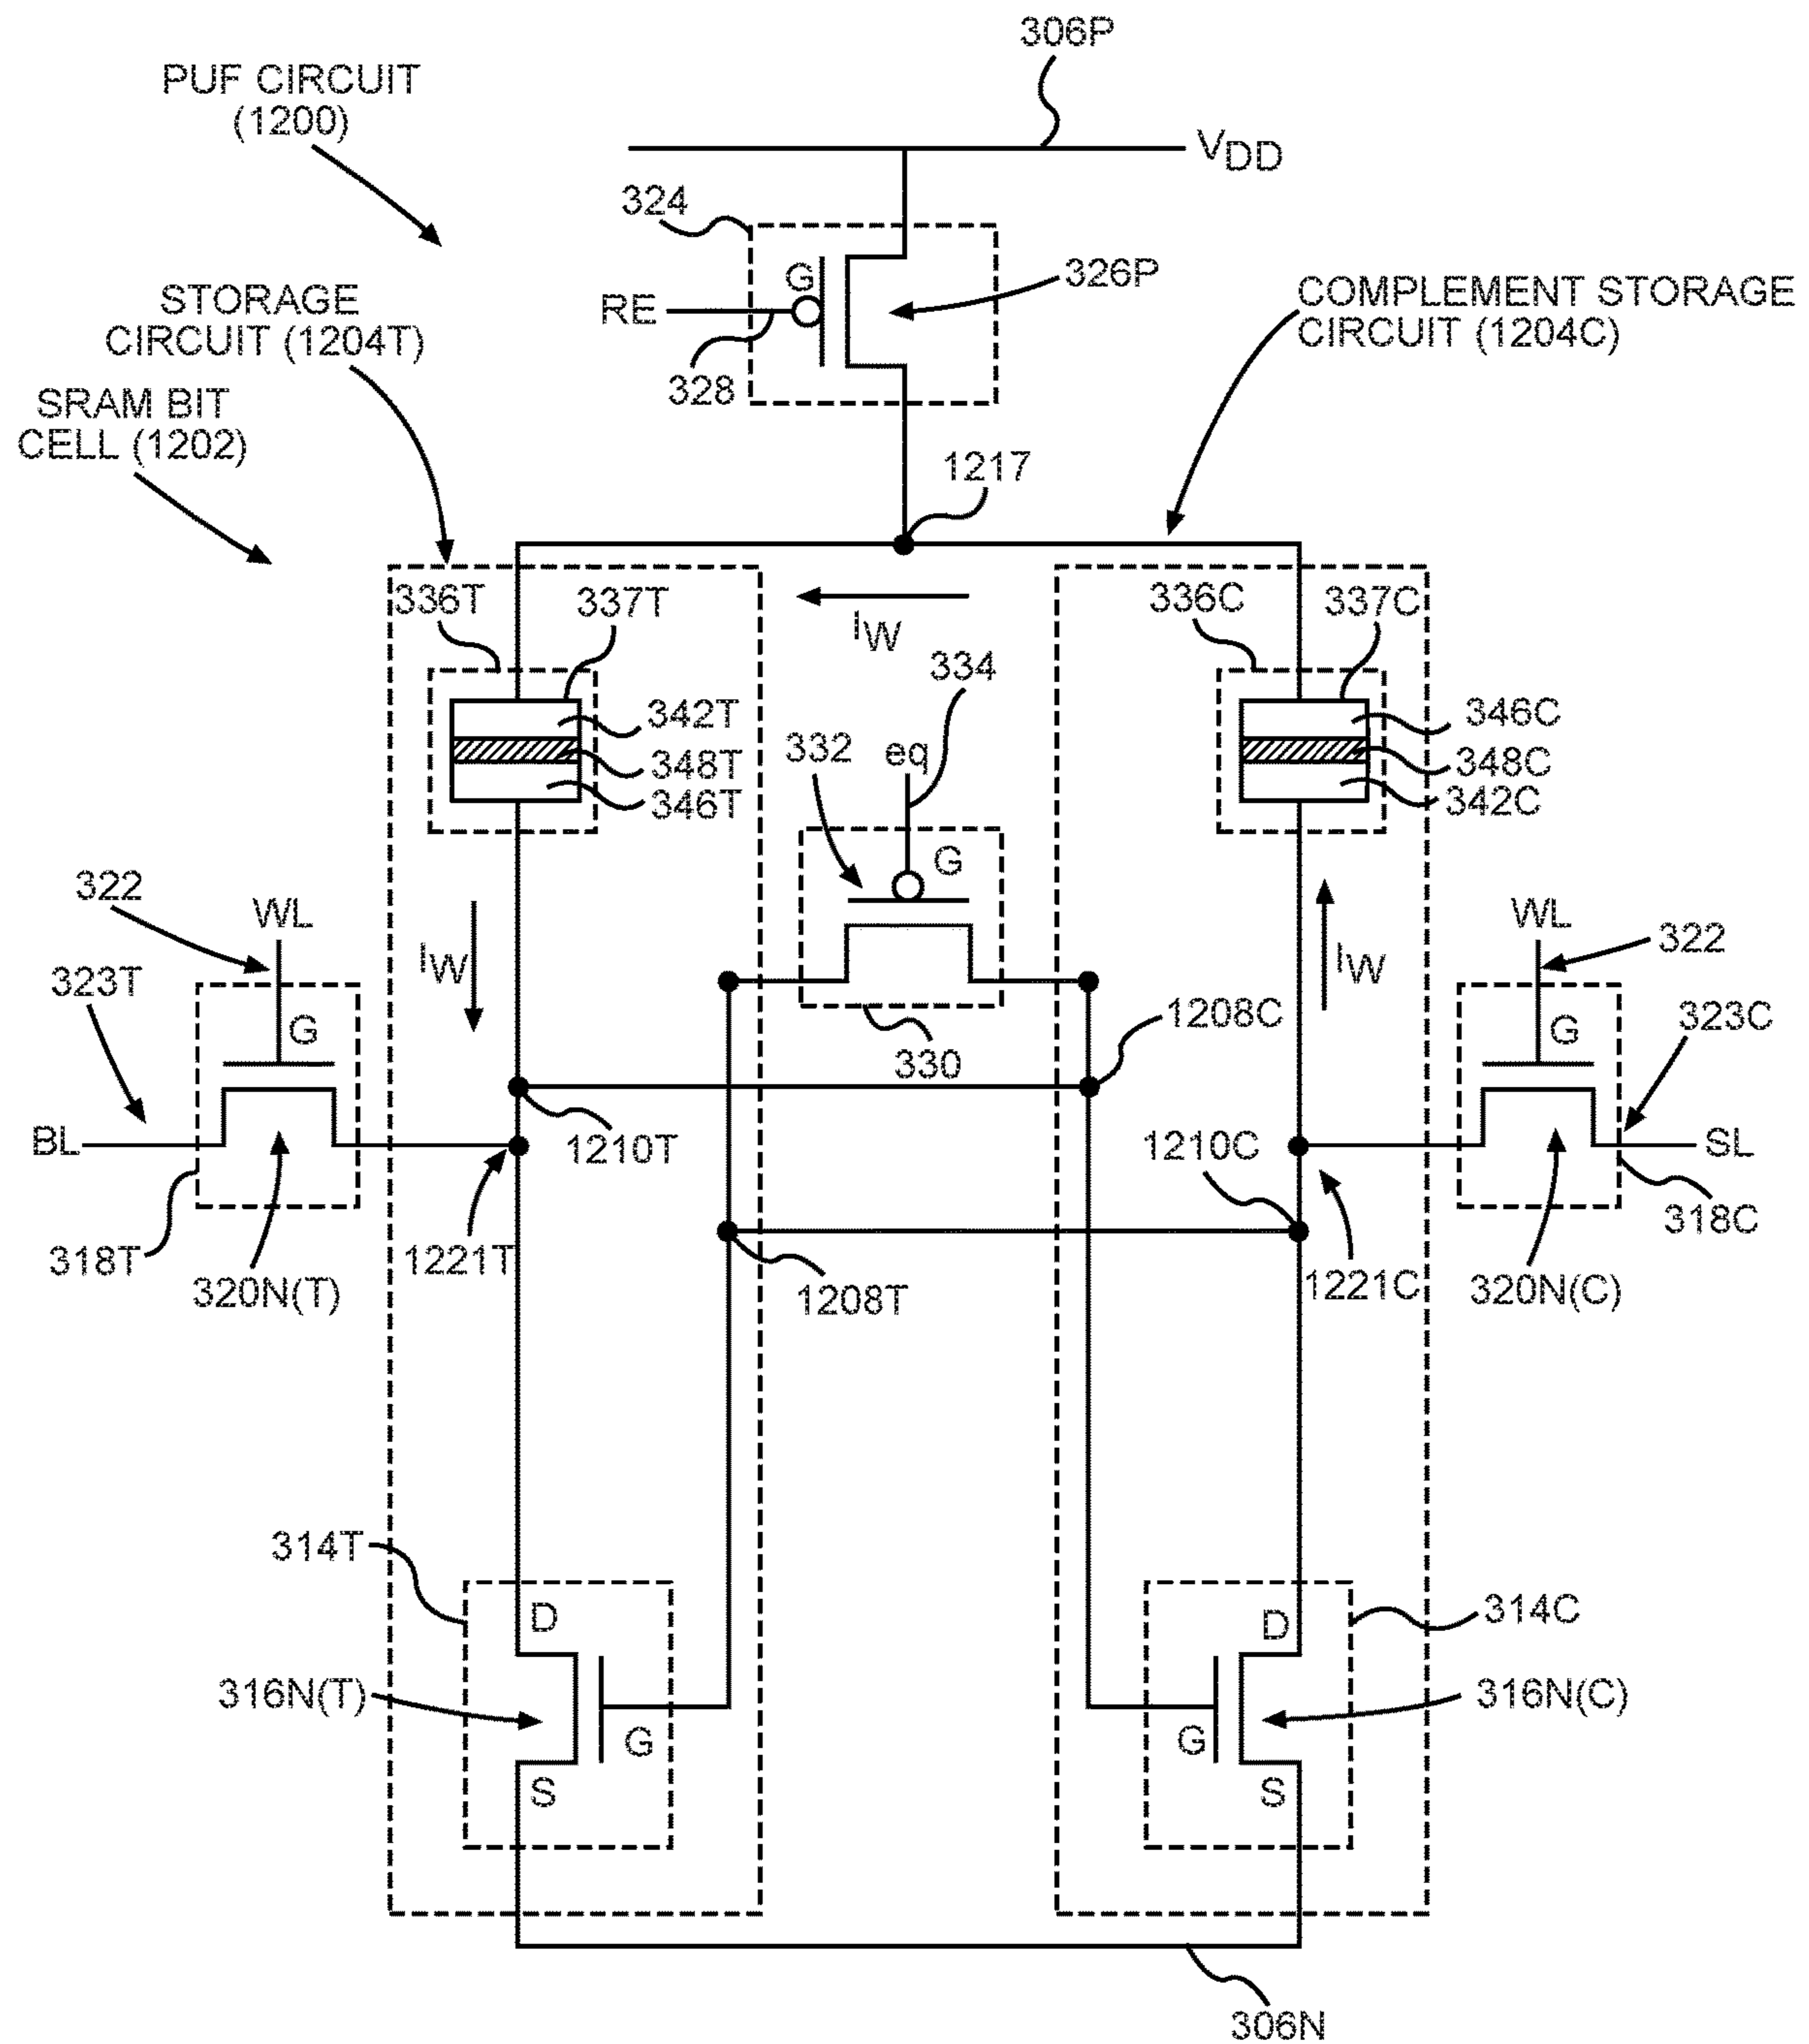 306P
PUF CIRCUIT
(1200)
VDD
324
G
326P
RE
328
STORAGE
CIRCUIT (1204T)
COMPLEMENT STORAGE
CIRCUIT (1204C)
SRAM BIT
CELL (1202)
1217
336T
337T
IW
336C
337C
334
342T
348T
346T
332
eq
346C
348C
342C
G
322
WL
IW
IW
WL
322
323T
G
330
1208C
G
323C
BL
1210T
1210C
SL
318T
320N(T)
1221T
1208T
1221C
320N(C)
318C
314T
D
D
314C
316N(T)
G
G
316N(C)
S
S
306N